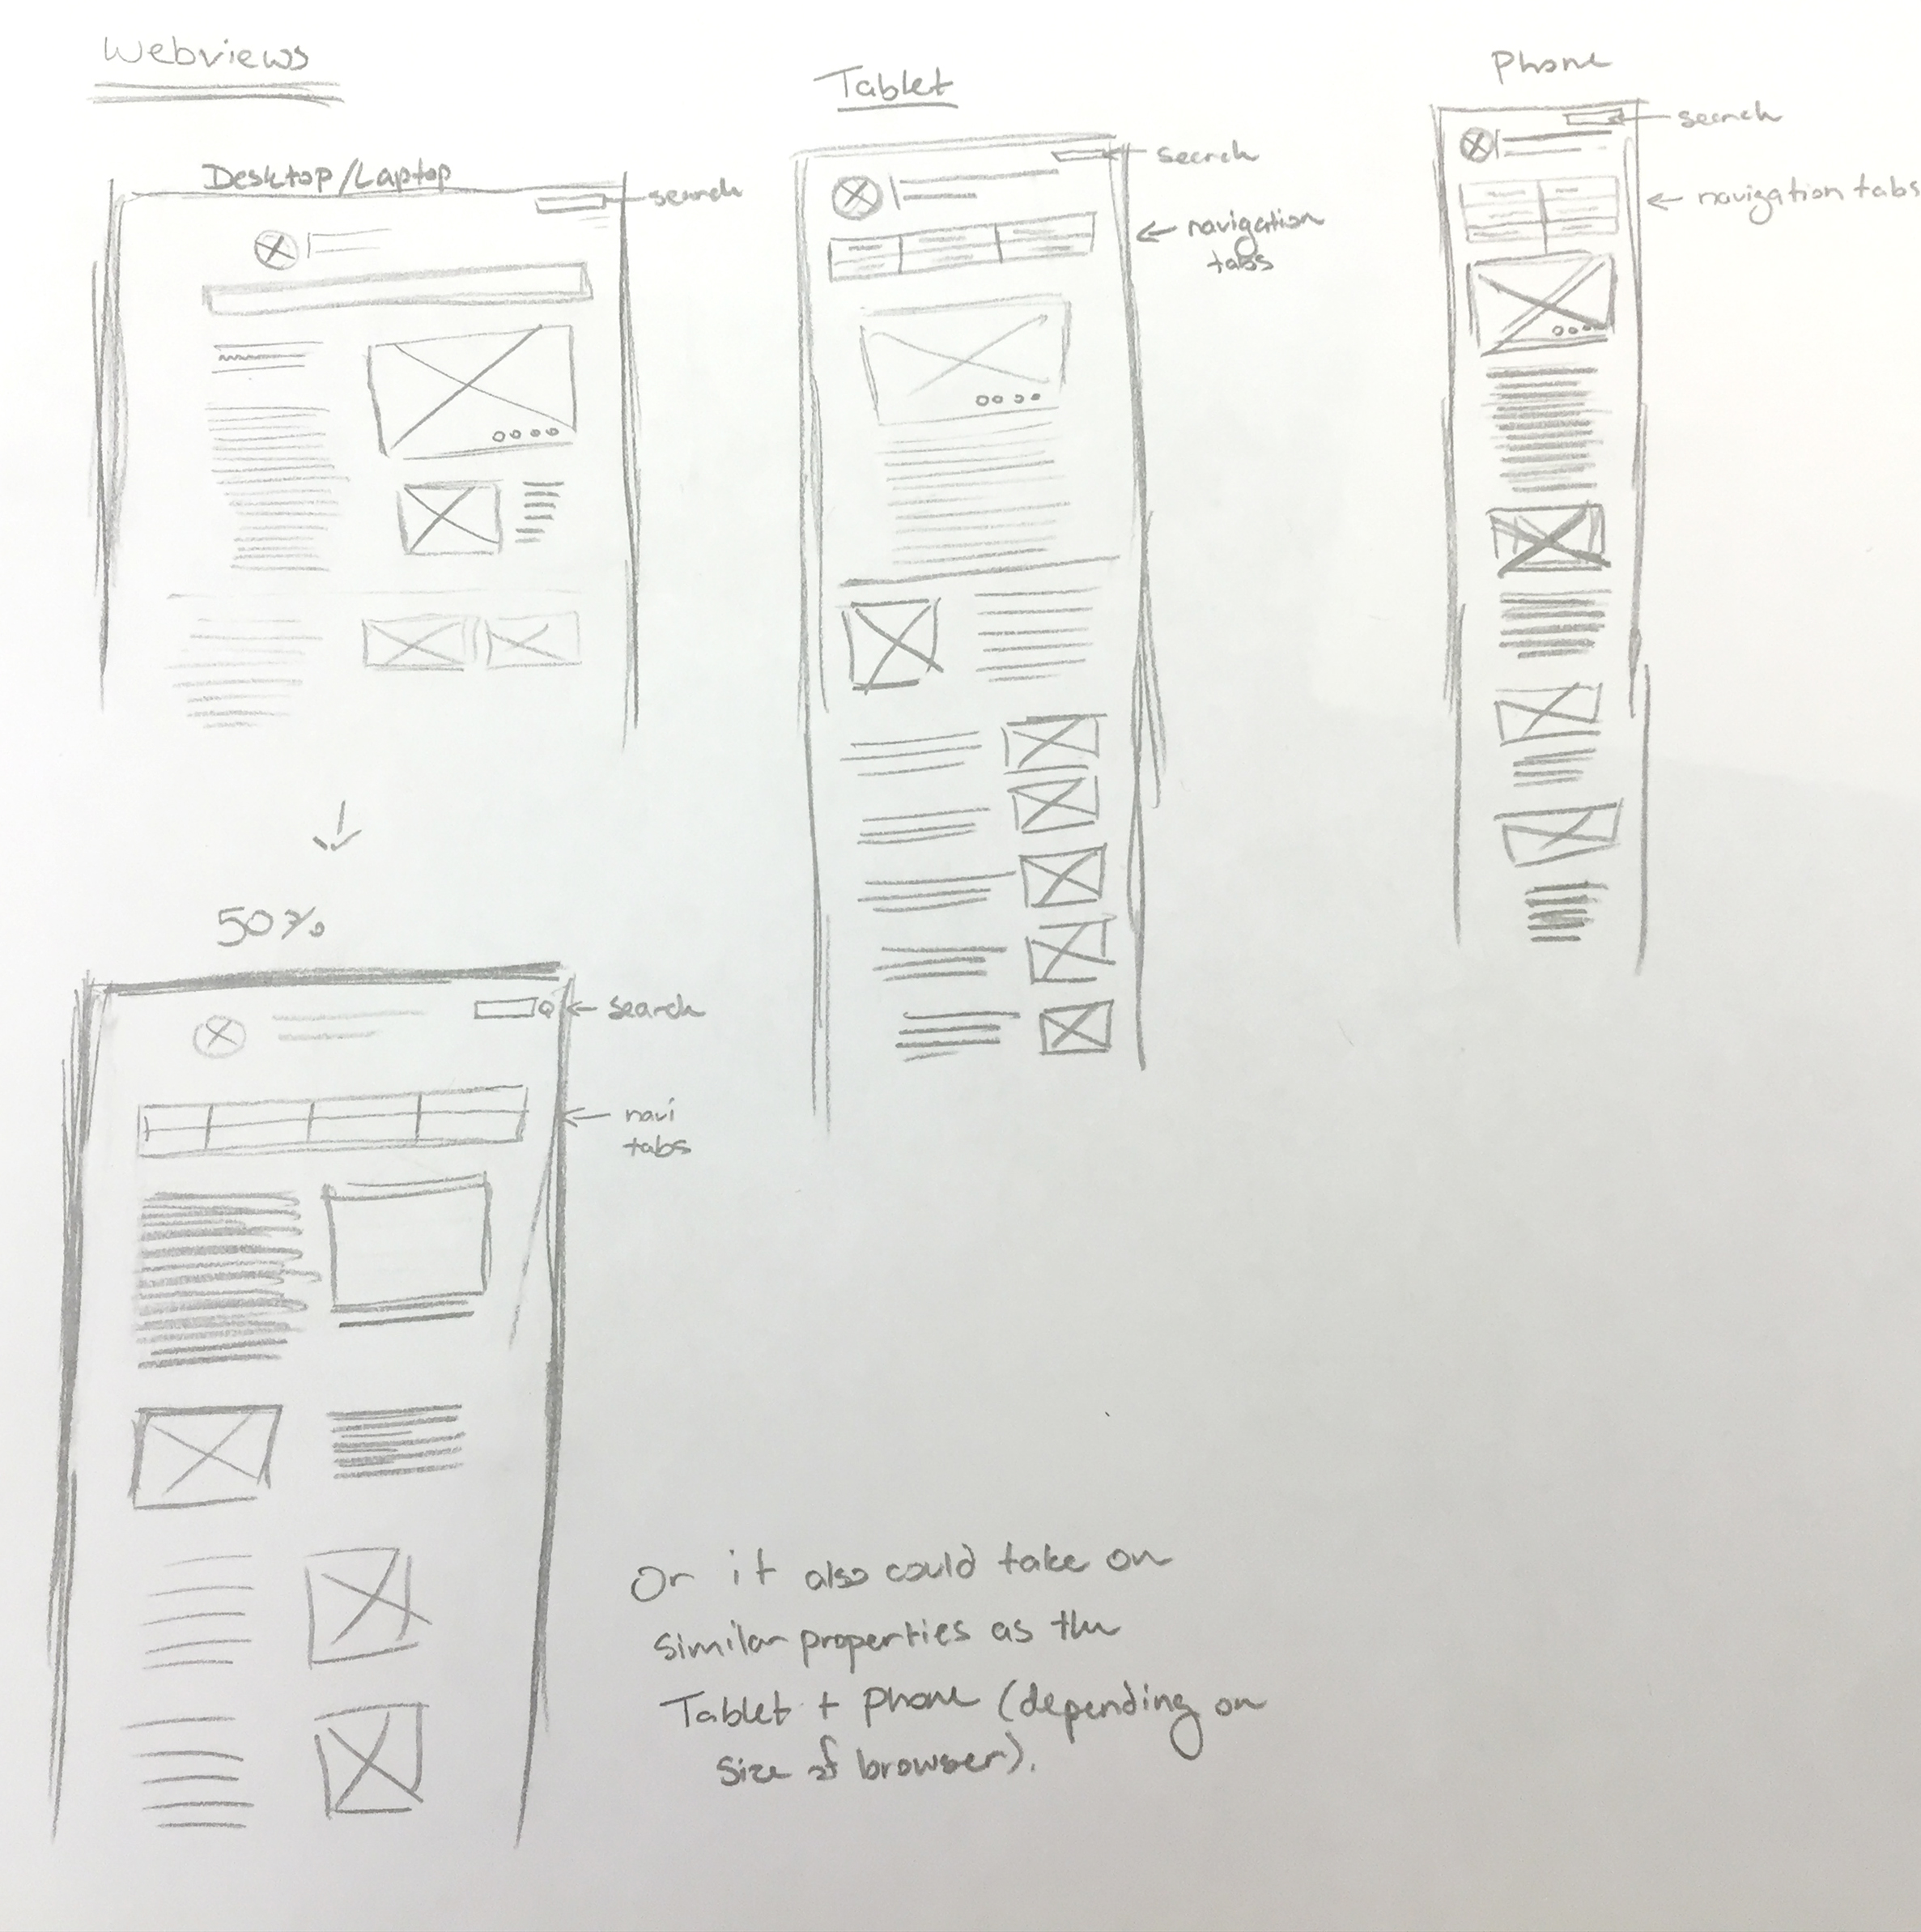 Webviews
Desktop/Laptop
search
50%
search
navi
tabs
Tablet
search
navigation
tabs
Phone
search
navigation tabs
Or it also could take on
similar properties as the
Tablet + phone (depending on
size of browser).